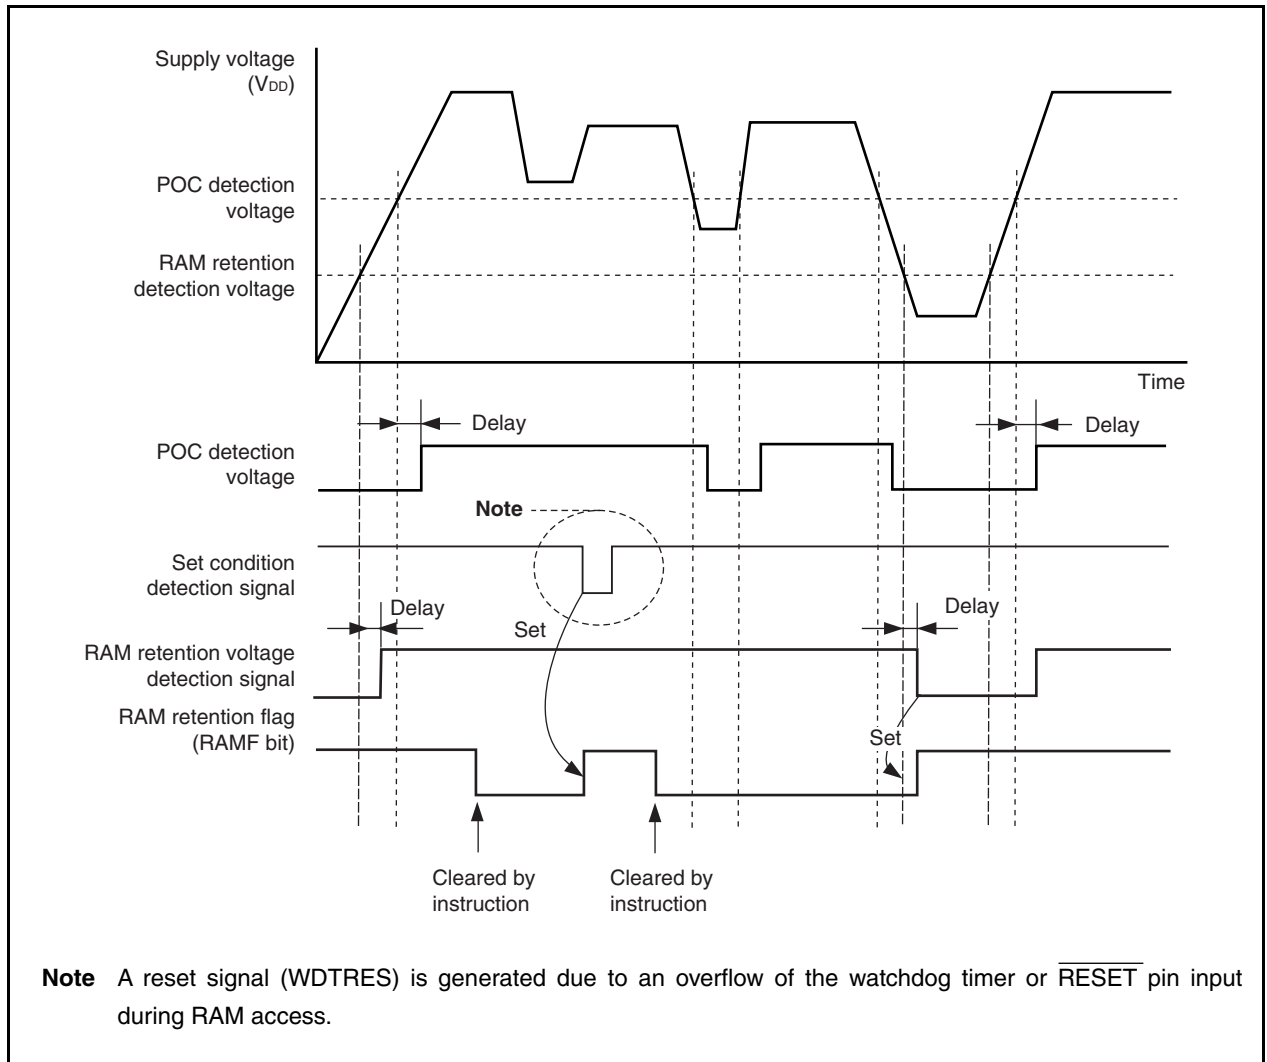 Supply voltage
(VDD)
POC detection
voltage
RAM retention
detection voltage
Time
Delay
Delay
POC detection
voltage
Note
Set condition
detection signal
Delay
Delay
Set
RAM retention voltage
detection signal
RAM retention flag
(RAMF bit)
Set
Cleared by
instruction
Cleared by
instruction
Note A reset signal (WDTRES) is generated due to an overflow of the watchdog timer or RESET pin input
during RAM access.